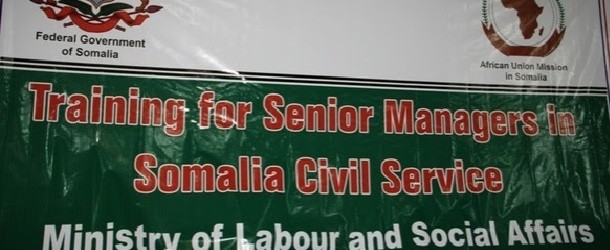 Federal Government
of Somalia
African Union Mission
in Somalia
Training for Senior Managers in
Somalia Civil Service
Ministry of Labour and Social Affairs